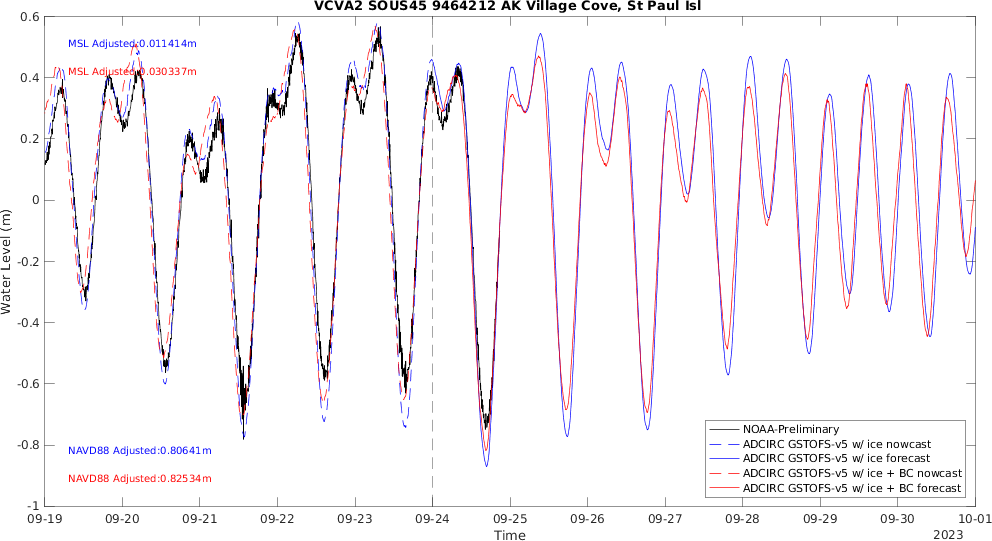 VCVA2 SOUS45 9464212 AK Village Cove, St Paul Isl
MSL Adjusted:0.011414m
MSL Adjusted:0.030337m
NAVD88 Adjusted:0.80641m
NAVD88 Adjusted:0.82534m
Water Level (m)
0.6
0.4
0.2
0
-0.2
-0.4
-0.6
-0.8
-1
NOAA-Preliminary
ADCIRC GSTOFS-v5 w/ ice nowcast
ADCIRC GSTOFS-v5 w/ ice forecast
ADCIRC GSTOFS-v5 w/ ice + BC nowcast
ADCIRC GSTOFS-v5 w/ ice + BC forecast
09-19 09-20 09-21 09-22 09-23 09-24 09-25 09-26 09-27 09-28 09-29 09-30 10-01
Time
2023